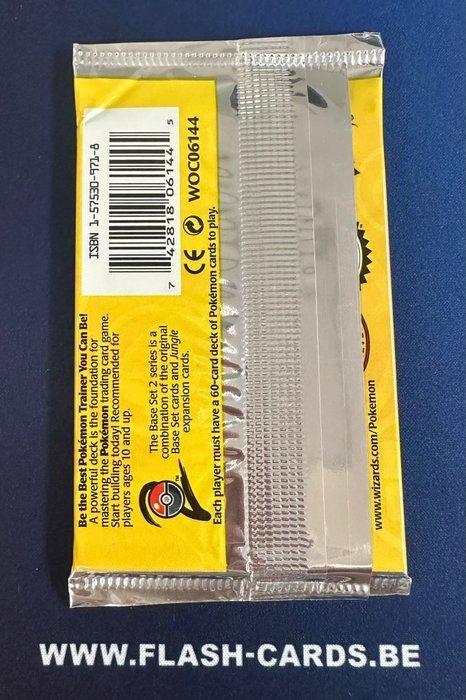 ISBN 1-57530-971-8
7 42818 06144 5
CE WOC06144
Be the Best Pokémon Trainer You Can Be!
A powerful deck is the foundation for
mastering the Pokémon trading card game.
Start building today! Recommended for
players ages 10 and up.
The Base Set 2 series is a
combination of the original
Base Set cards and Jungle
expansion cards.
2
TM
Each player must have a 60-card deck of Pokémon cards to play.
www.wizards.com/Pokemon
WWW.FLASH-CARDS.BE